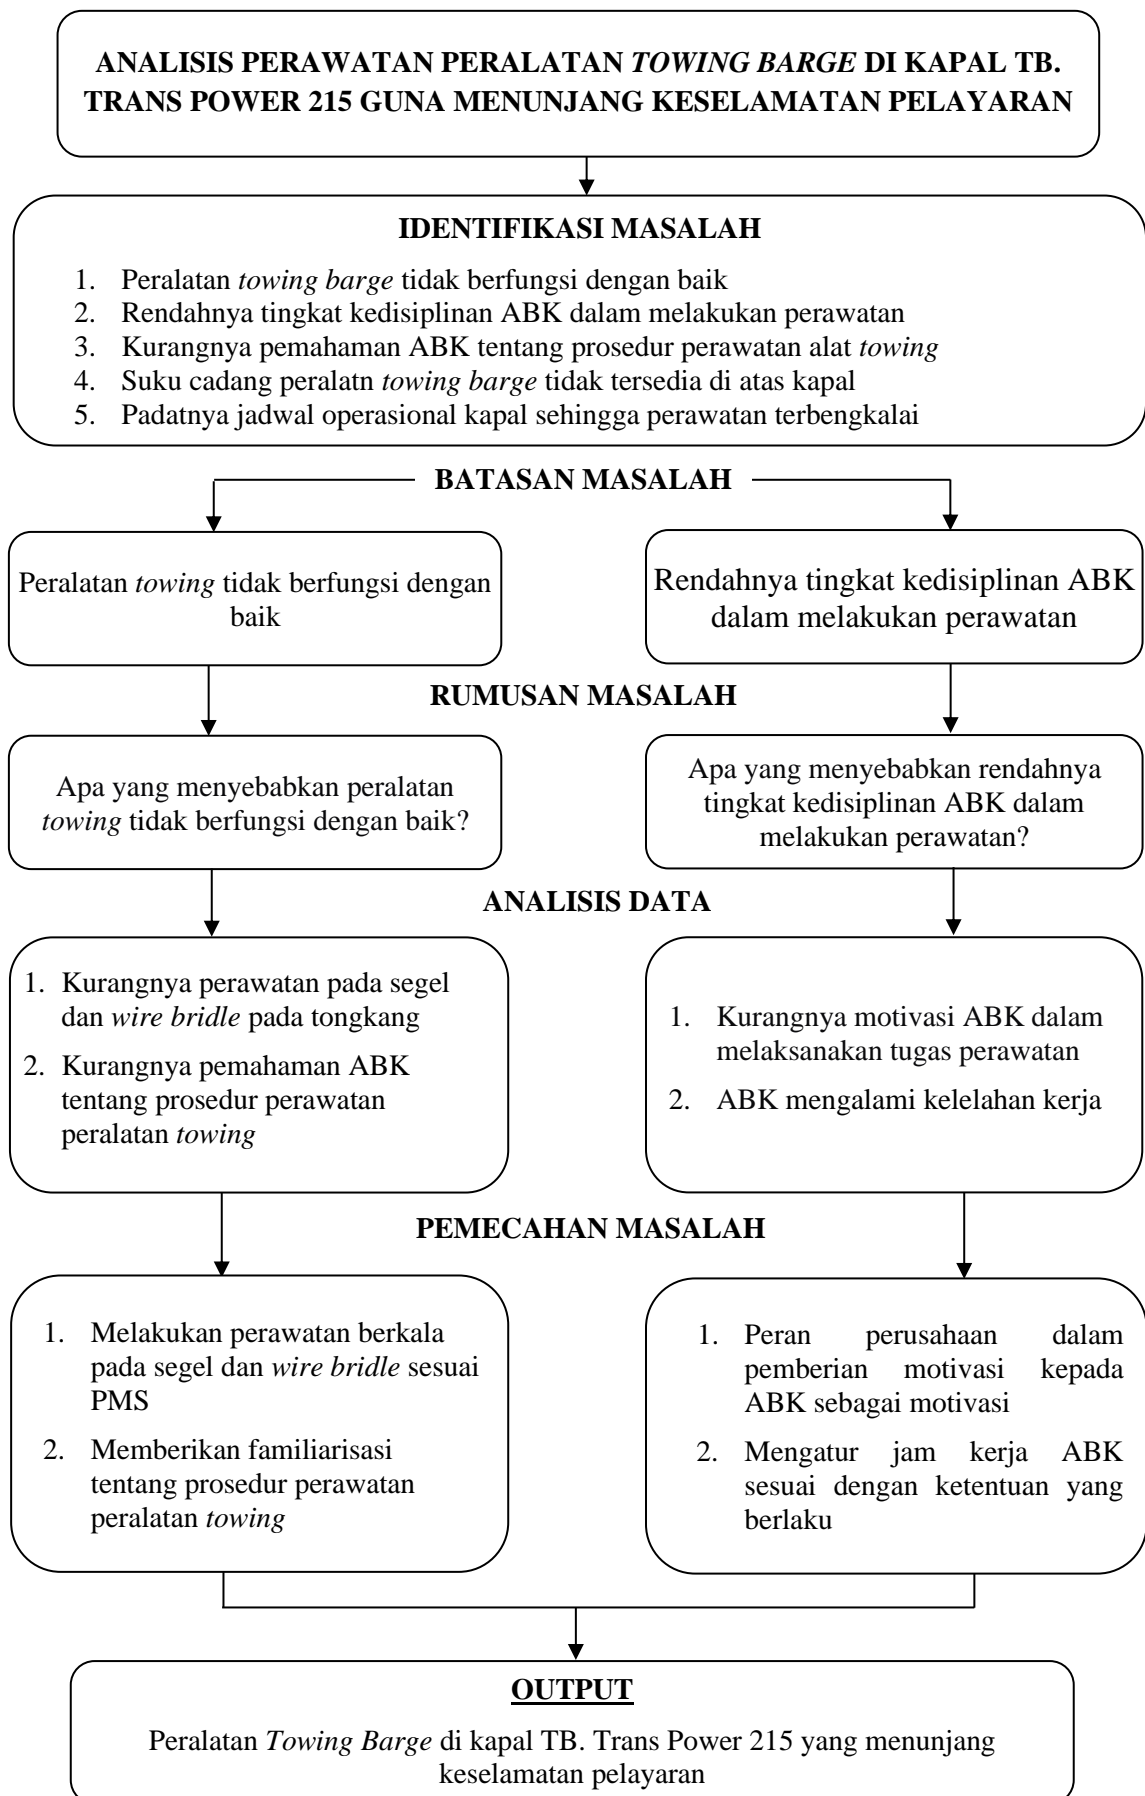 ANALISIS PERAWATAN PERALATAN TOWING BARGE DI KAPAL TB.
TRANS POWER 215 GUNA MENUNJANG KESELAMATAN PELAYARAN
IDENTIFIKASI MASALAH
1. Peralatan towing barge tidak berfungsi dengan baik
2. Rendahnya tingkat kedisiplinan ABK dalam melakukan perawatan
3. Kurangnya pemahaman ABK tentang prosedur perawatan alat towing
4. Suku cadang peralatn towing barge tidak tersedia di atas kapal
5. Padatnya jadwal operasional kapal sehingga perawatan terbengkalai
BATASAN MASALAH
Peralatan towing tidak berfungsi dengan
baik
Rendahnya tingkat kedisiplinan ABK
dalam melakukan perawatan
RUMUSAN MASALAH
Apa yang menyebabkan peralatan
towing tidak berfungsi dengan baik?
Apa yang menyebabkan rendahnya
tingkat kedisiplinan ABK dalam
melakukan perawatan?
ANALISIS DATA
1. Kurangnya perawatan pada segel
dan wire bridle pada tongkang
2. Kurangnya pemahaman ABK
tentang prosedur perawatan
peralatan towing
1. Kurangnya motivasi ABK dalam
melaksanakan tugas perawatan
2. ABK mengalami kelelahan kerja
PEMECAHAN MASALAH
1. Melakukan perawatan berkala
pada segel dan wire bridle sesuai
PMS
2. Memberikan familiarisasi
tentang prosedur perawatan
peralatan towing
1. Peran perusahaan dalam
pemberian motivasi kepada
ABK sebagai motivasi
2. Mengatur jam kerja ABK
sesuai dengan ketentuan yang
berlaku
OUTPUT
Peralatan Towing Barge di kapal TB. Trans Power 215 yang menunjang
keselamatan pelayaran